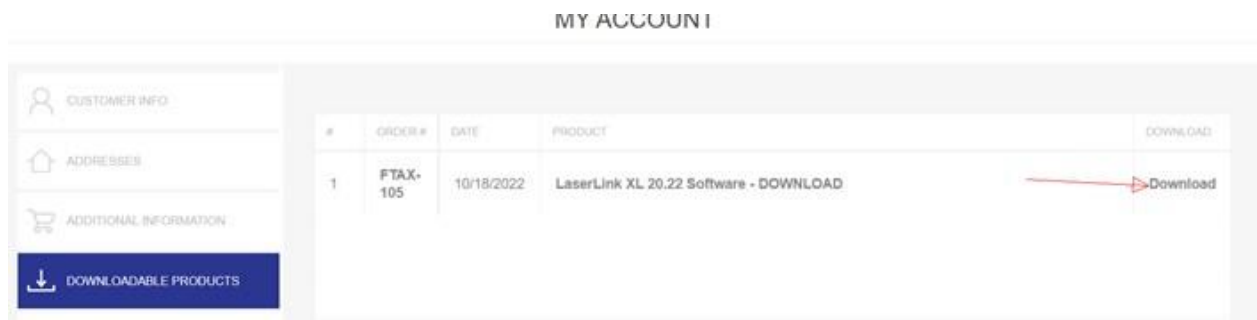 MY ACCOUNT
CUSTOMER INFO
ADDRESSES
ADDITIONAL INFORMATION
DOWNLOADABLE PRODUCTS
# ORDER # DATE PRODUCT DOWNLOAD
1 FTAX-105 10/18/2022 LaserLink XL 20.22 Software - DOWNLOAD Download